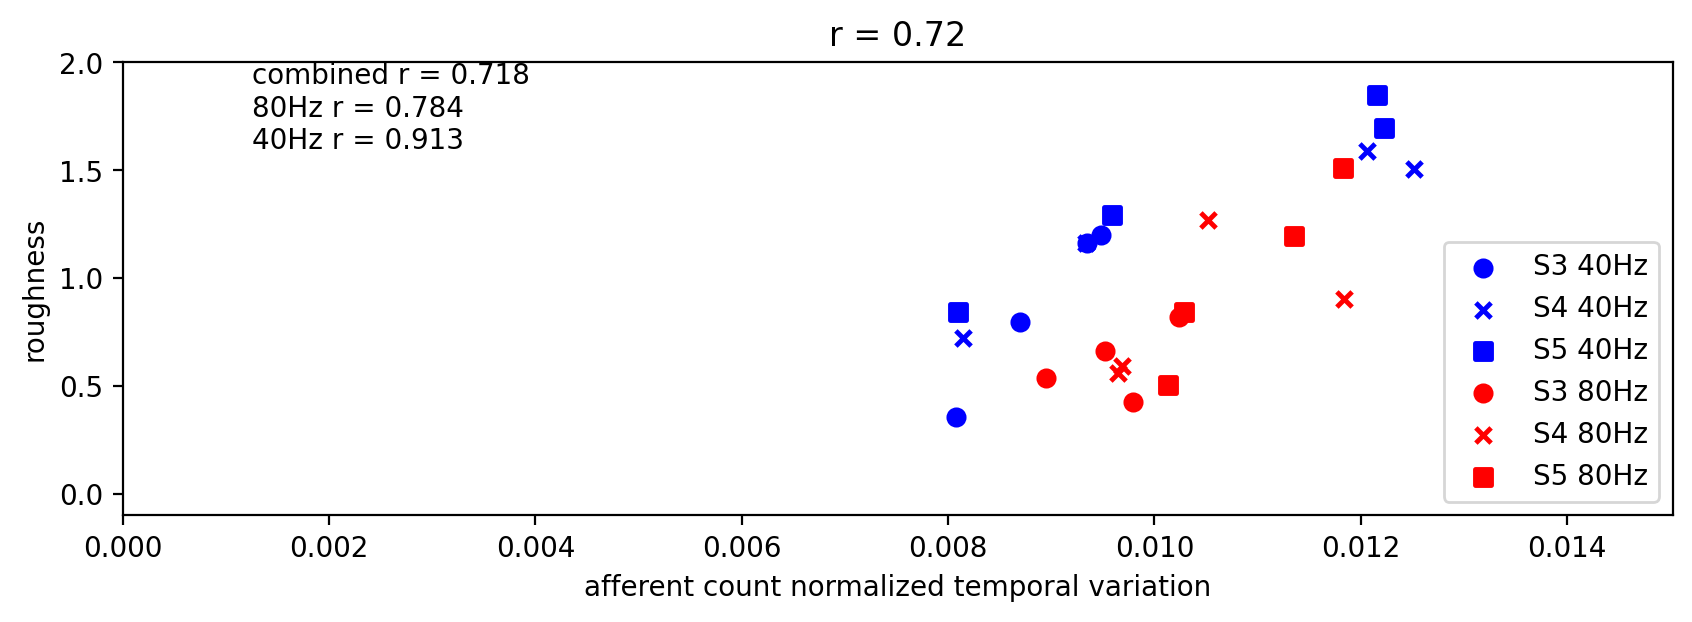 r = 0.72
combined r = 0.718
80Hz r = 0.784
40Hz r = 0.913
2.0
1.5
1.0
0.5
0.0
roughness
S3 40Hz
S4 40Hz
S5 40Hz
S3 80Hz
S4 80Hz
S5 80Hz
0.000 0.002 0.004 0.006 0.008 0.010 0.012 0.014
afferent count normalized temporal variation